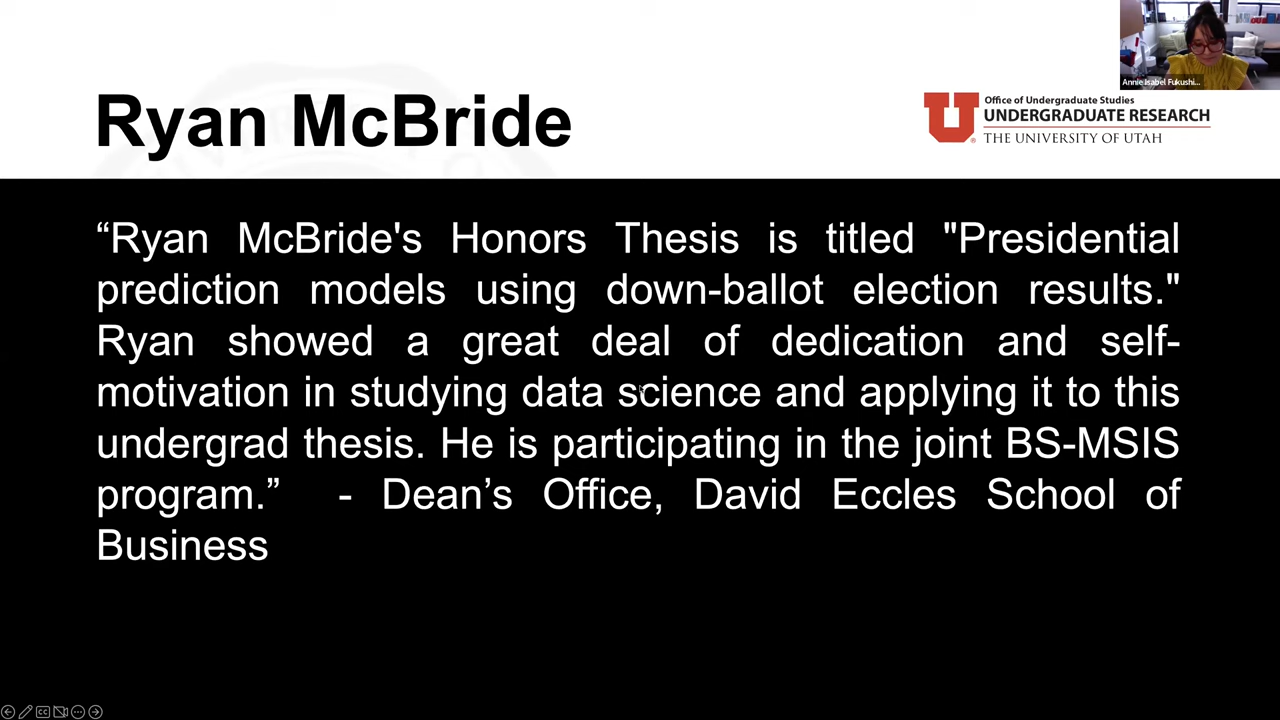 Annie Isabel Fukushi...
Ryan McBride
Office of Undergraduate Studies
UNDERGRADUATE RESEARCH
THE UNIVERSITY OF UTAH
“Ryan McBride's Honors Thesis is titled "Presidential
prediction models using down-ballot election results."
Ryan showed a great deal of dedication and self-
motivation in studying data science and applying it to this
undergrad thesis. He is participating in the joint BS-MSIS
program.” - Dean’s Office, David Eccles School of
Business